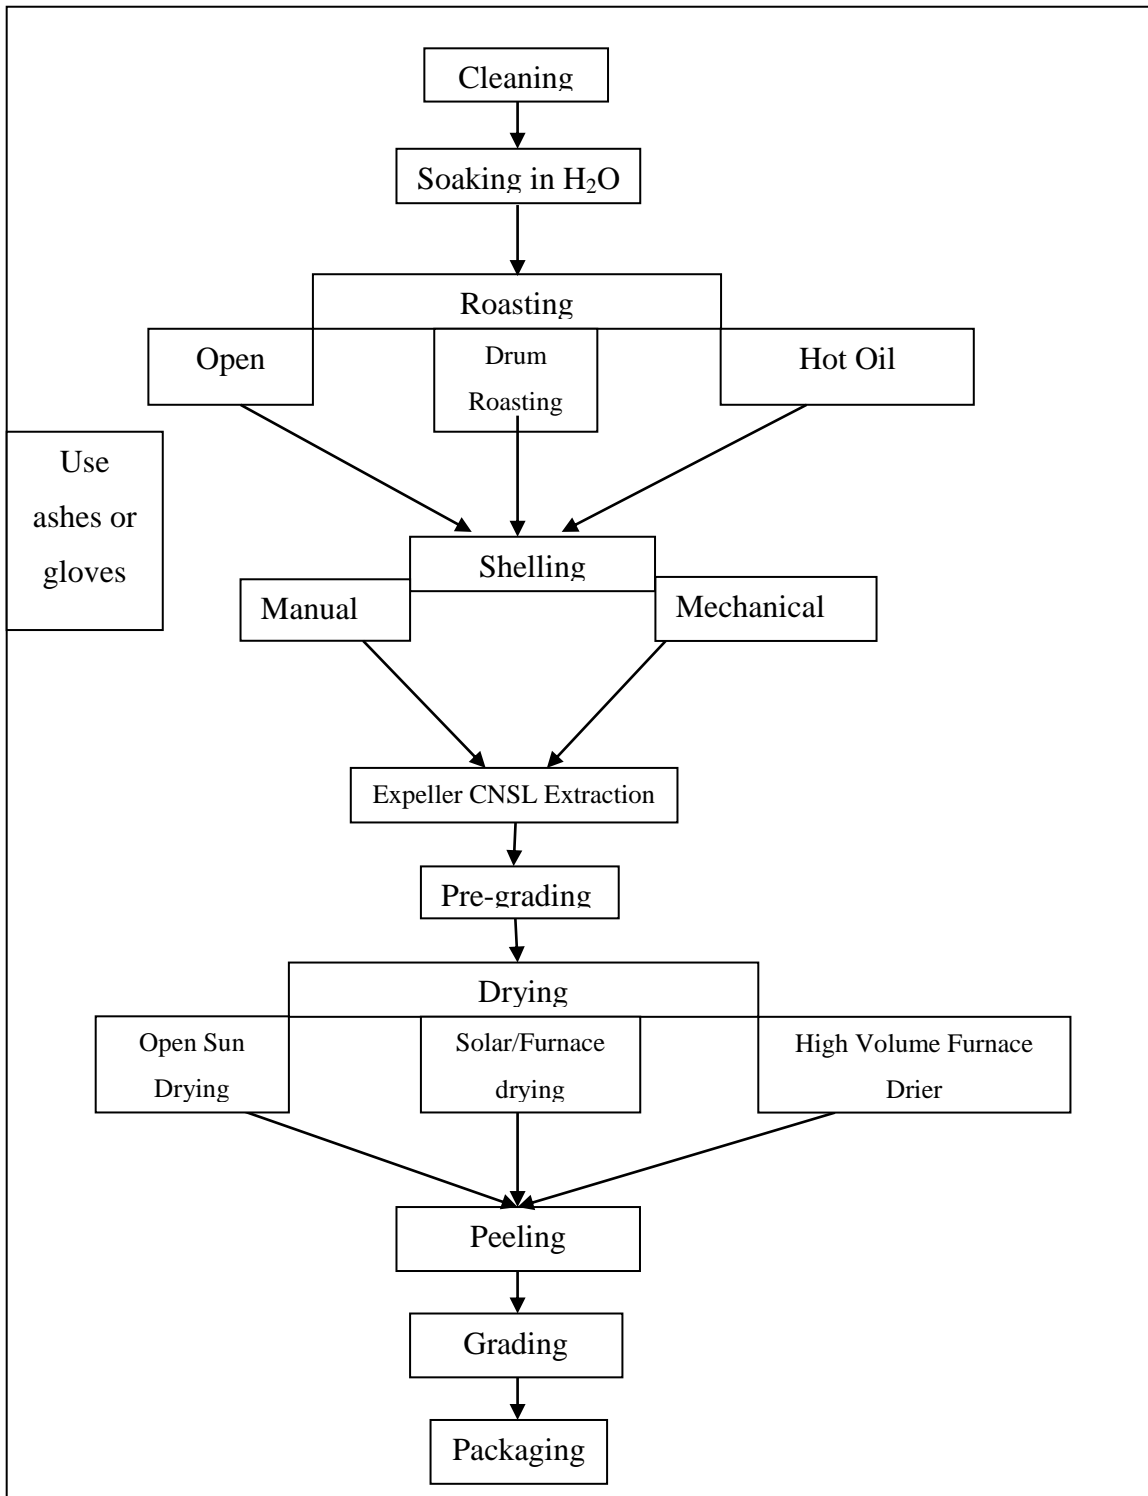 Cleaning
Soaking in H₂O
Roasting
Open
Drum
Roasting
Hot Oil
Use
ashes or
gloves
Shelling
Manual
Mechanical
Expeller CNSL Extraction
Pre-grading
Drying
Open Sun
Drying
Solar/Furnace
drying
High Volume Furnace
Drier
Peeling
Grading
Packaging